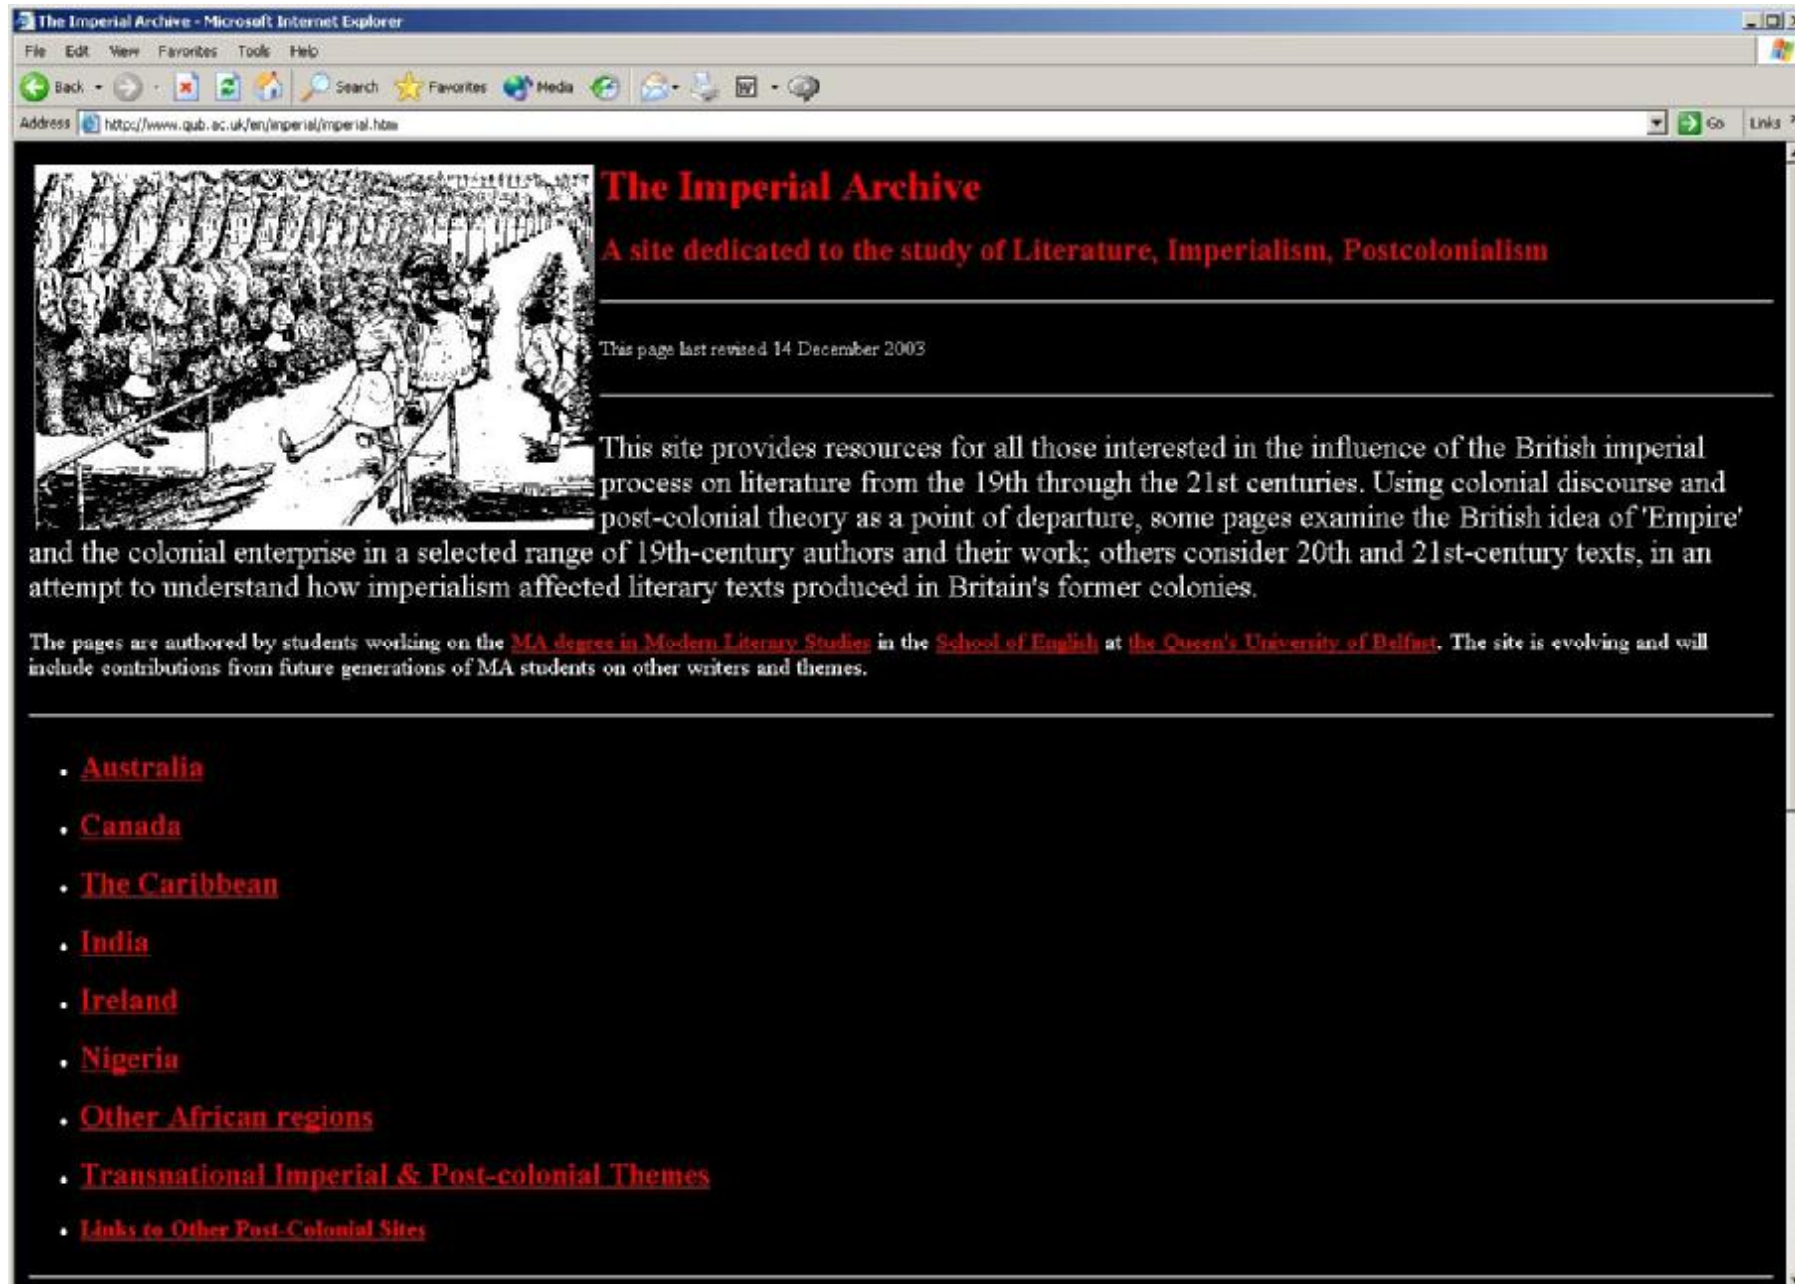 The Imperial Archive - Microsoft Internet Explorer
File Edit View Favorites Tools Help
Back Search Favorites Media
Address http://www.qub.ac.uk/en/imperial/imperial.htm Go Links
The Imperial Archive
A site dedicated to the study of Literature, Imperialism, Postcolonialism
This page last revised 14 December 2003
This site provides resources for all those interested in the influence of the British imperial
process on literature from the 19th through the 21st centuries. Using colonial discourse and
post-colonial theory as a point of departure, some pages examine the British idea of 'Empire'
and the colonial enterprise in a selected range of 19th-century authors and their work; others consider 20th and 21st-century texts, in an
attempt to understand how imperialism affected literary texts produced in Britain's former colonies.
The pages are authored by students working on the MA degree in Modern Literary Studies in the School of English at the Queen's University of Belfast. The site is evolving and will
include contributions from future generations of MA students on other writers and themes.
Australia
Canada
The Caribbean
India
Ireland
Nigeria
Other African regions
Transnational Imperial & Post-colonial Themes
Links to Other Post-Colonial Sites